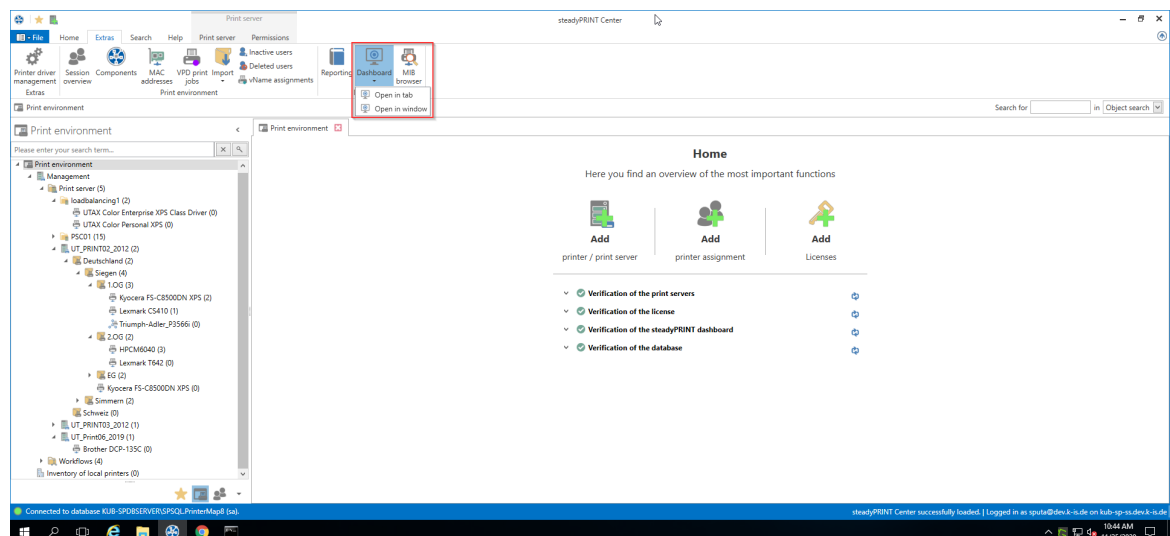 Print server
steadyPRINT Center
File Home Extras Search Help Print server Permissions
Printer driver management
Session overview
Components
MAC addresses
VPD print jobs
Import
Inactive users
Deleted users
vName assignments
Reporting
Dashboard
MIB browser
Extras
Print environment
Open in tab
Open in window
Print environment
Search for in Object search
Print environment
Print environment
Please enter your search term...
Print environment
Management
Print server (5)
loadbalancing1 (2)
UTAX Color Enterprise XPS Class Driver (0)
UTAX Color Personal XPS (0)
PSC01 (15)
UT_PRINT02_2012 (2)
Deutschland (2)
Siegen (4)
1.OG (3)
Kyocera FS-C8500DN XPS (2)
Lexmark CS410 (1)
Triumph-Adler_P3566i (0)
2.OG (2)
HPCM6040 (3)
Lexmark T642 (0)
EG (2)
Kyocera FS-C8500DN XPS (0)
Simmern (2)
Schweiz (0)
UT_PRINT03_2012 (1)
UT_Print06_2019 (1)
Brother DCP-135C (0)
Workflows (4)
Inventory of local printers (0)
Home
Here you find an overview of the most important functions
Add
printer / print server
Add
printer assignment
Add
Licenses
Verification of the print servers
Verification of the license
Verification of the steadyPRINT dashboard
Verification of the database
Connected to database KUB-SPDBSERVER\SPSQL.PrinterMap8 (sa).
steadyPRINT Center successfully loaded. | Logged in as sputa@dev.k-is.de on kub-sp-ss.dev.k-is.de
10:44 AM